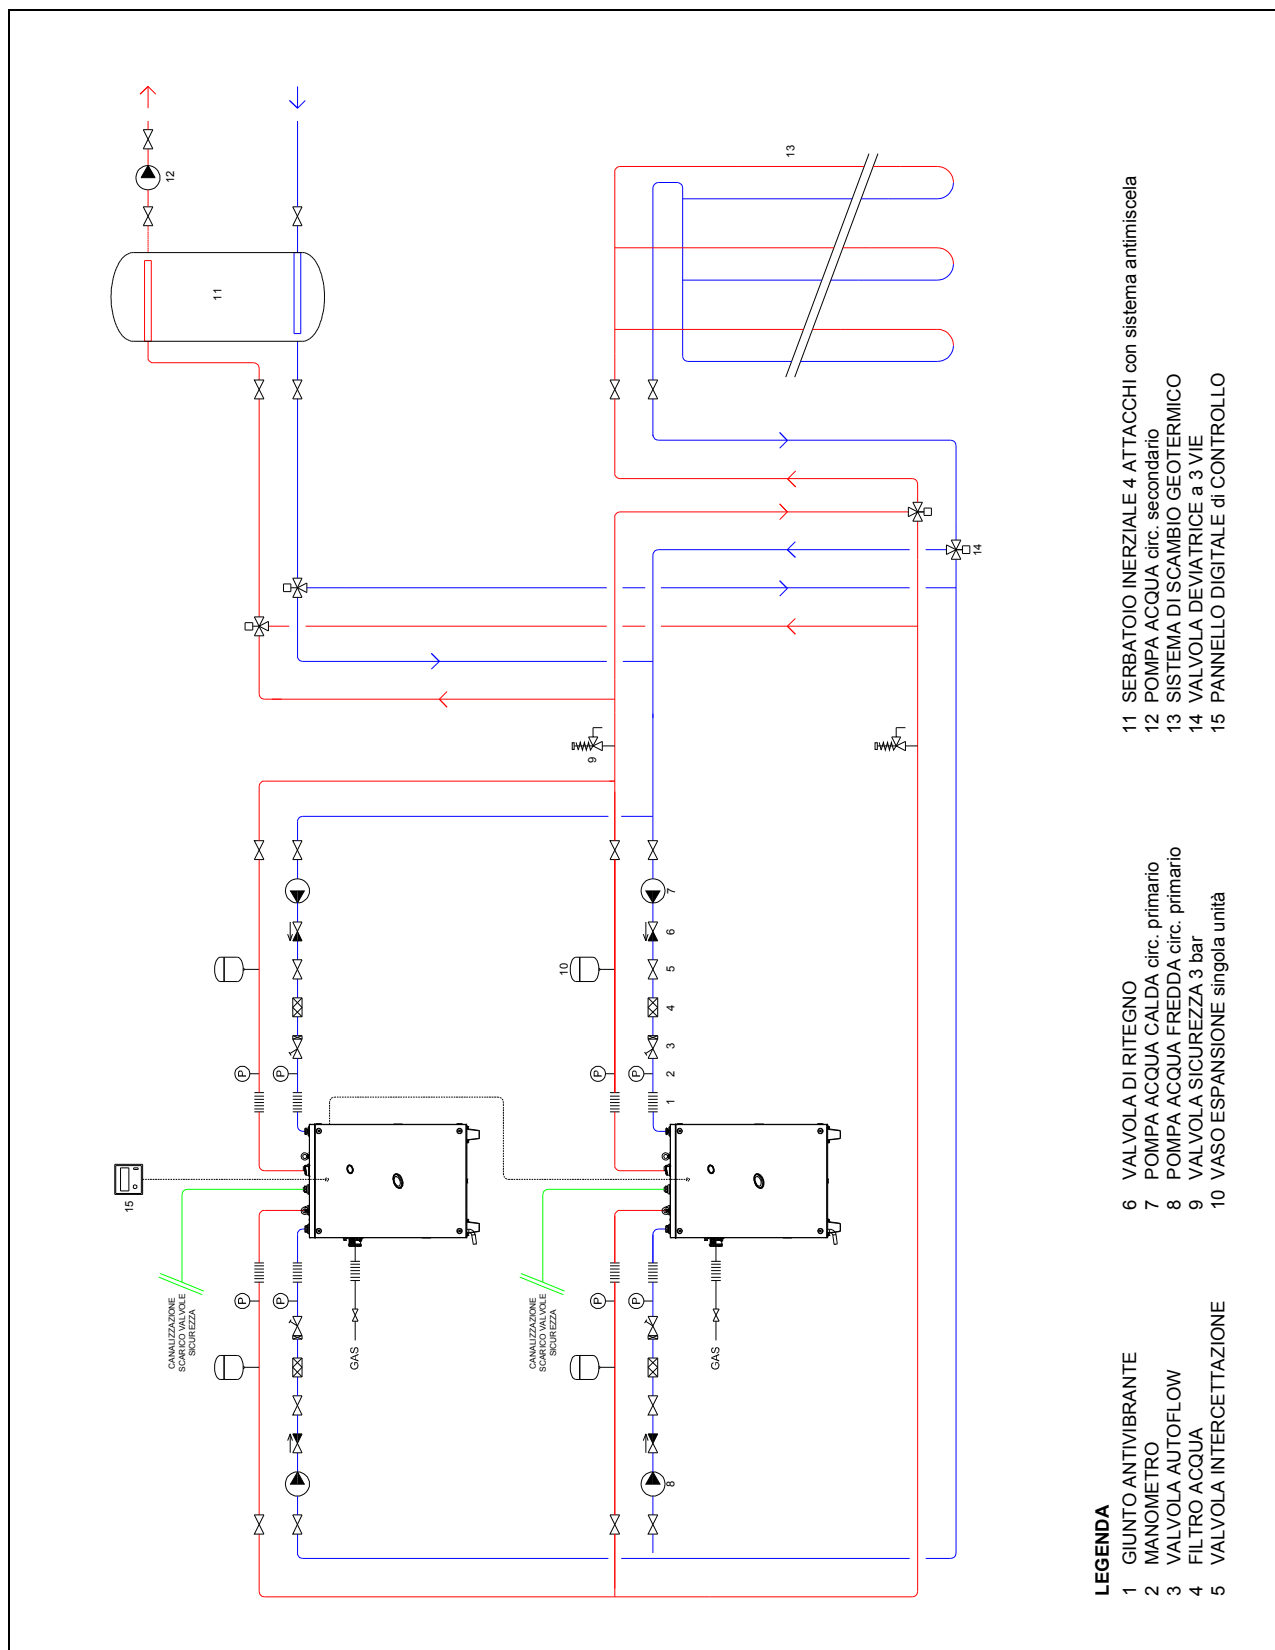 12
11
13
14
9
7
6
5
4
3
2
1
10
P
P
P
P
15
CANALIZZAZIONE
SCARICO VALVOLE
SICUREZZA
CANALIZZAZIONE
SCARICO VALVOLE
SICUREZZA
P
P
P
P
GAS
GAS
8
LEGENDA
1 GIUNTO ANTIVIBRANTE
2 MANOMETRO
3 VALVOLA AUTOFLOW
4 FILTRO ACQUA
5 VALVOLA INTERCETTAZIONE
6 VALVOLA DI RITEGNO
7 POMPA ACQUA CALDA circ. primario
8 POMPA ACQUA FREDDA circ. primario
9 VALVOLA SICUREZZA 3 bar
10 VASO ESPANSIONE singola unità
11 SERBATOIO INERZIALE 4 ATTACCHI con sistema antimiscela
12 POMPA ACQUA circ. secondario
13 SISTEMA DI SCAMBIO GEOTERMICO
14 VALVOLA DEVIATRICE a 3 VIE
15 PANNELLO DIGITALE di CONTROLLO